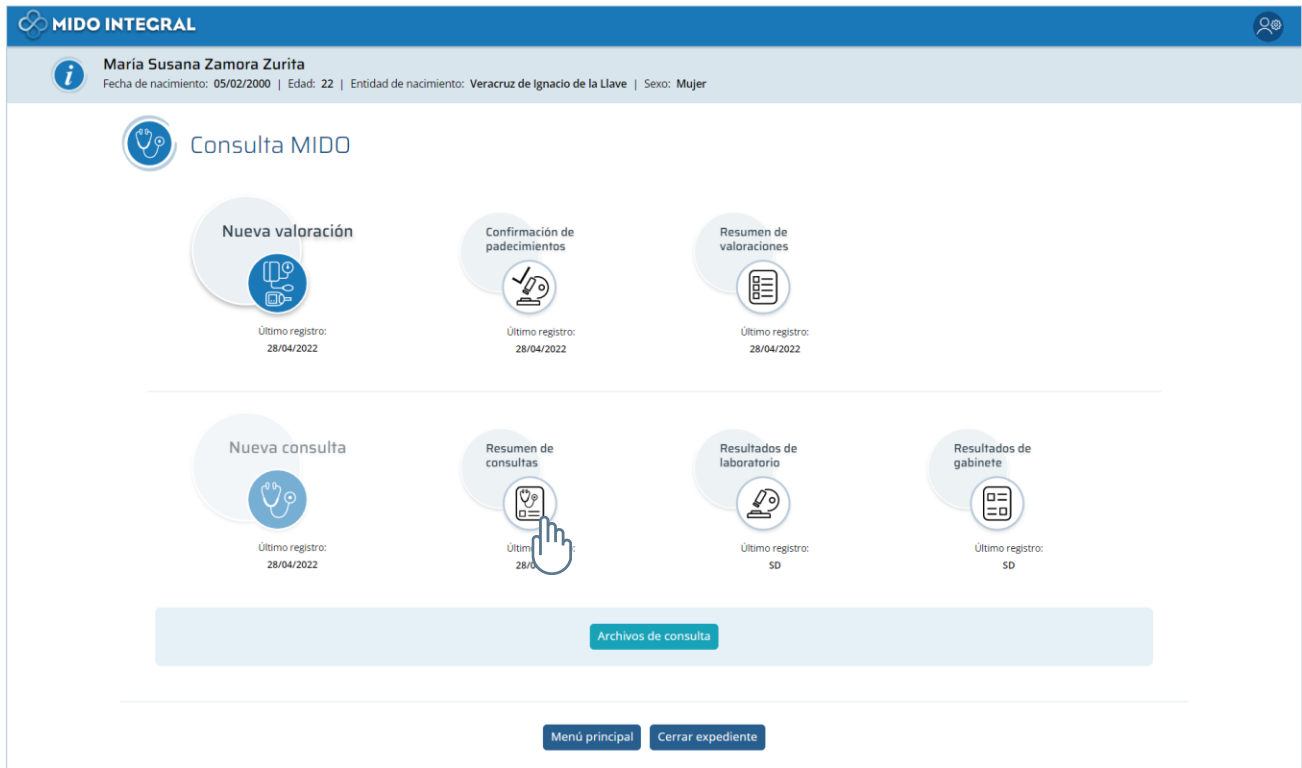 MIDO INTEGRAL
María Susana Zamora Zurita
Fecha de nacimiento: 05/02/2000 | Edad: 22 | Entidad de nacimiento: Veracruz de Ignacio de la Llave | Sexo: Mujer
Consulta MIDO
Nueva valoración
Último registro:
28/04/2022
Confirmación de
padecimientos
Último registro:
28/04/2022
Resumen de
valoraciones
Último registro:
28/04/2022
Nueva consulta
Último registro:
28/04/2022
Resumen de
consultas
Resultados de
laboratorio
Último registro:
SD
Resultados de
gabinete
Último registro:
SD
Archivos de consulta
Menú principal
Cerrar expediente